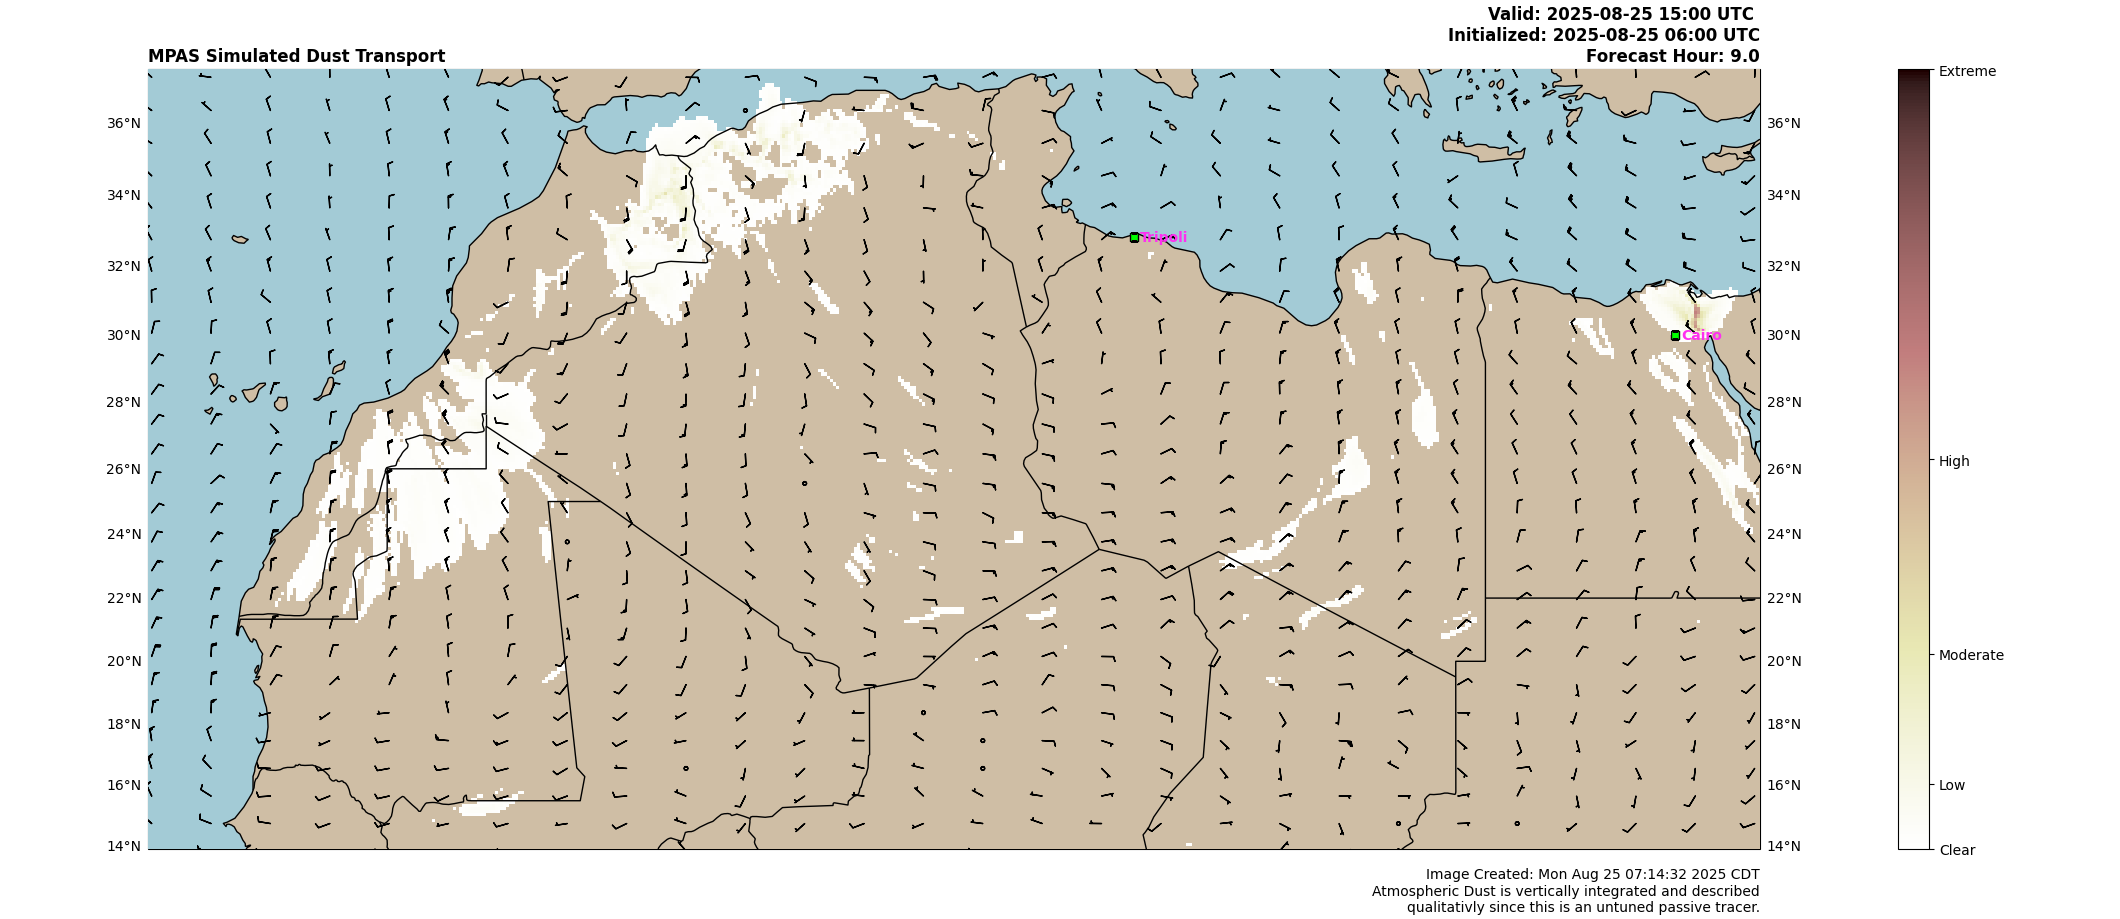 Valid: 2025-08-25 15:00 UTC
Initialized: 2025-08-25 06:00 UTC
MPAS Simulated Dust Transport
Forecast Hour: 9.0
Extreme
36°N
36°N
34°N
34°N
Tripoli
32°N
32°N
30°N
Cairo
30°N
28°N
28°N
26°N
26°N
High
24°N
24°N
22°N
22°N
Moderate
20°N
20°N
18°N
18°N
16°N
16°N
Low
14°N
14°N
Clear
Image Created: Mon Aug 25 07:14:32 2025 CDT
Atmospheric Dust is vertically integrated and described
qualitativly since this is an untuned passive tracer.